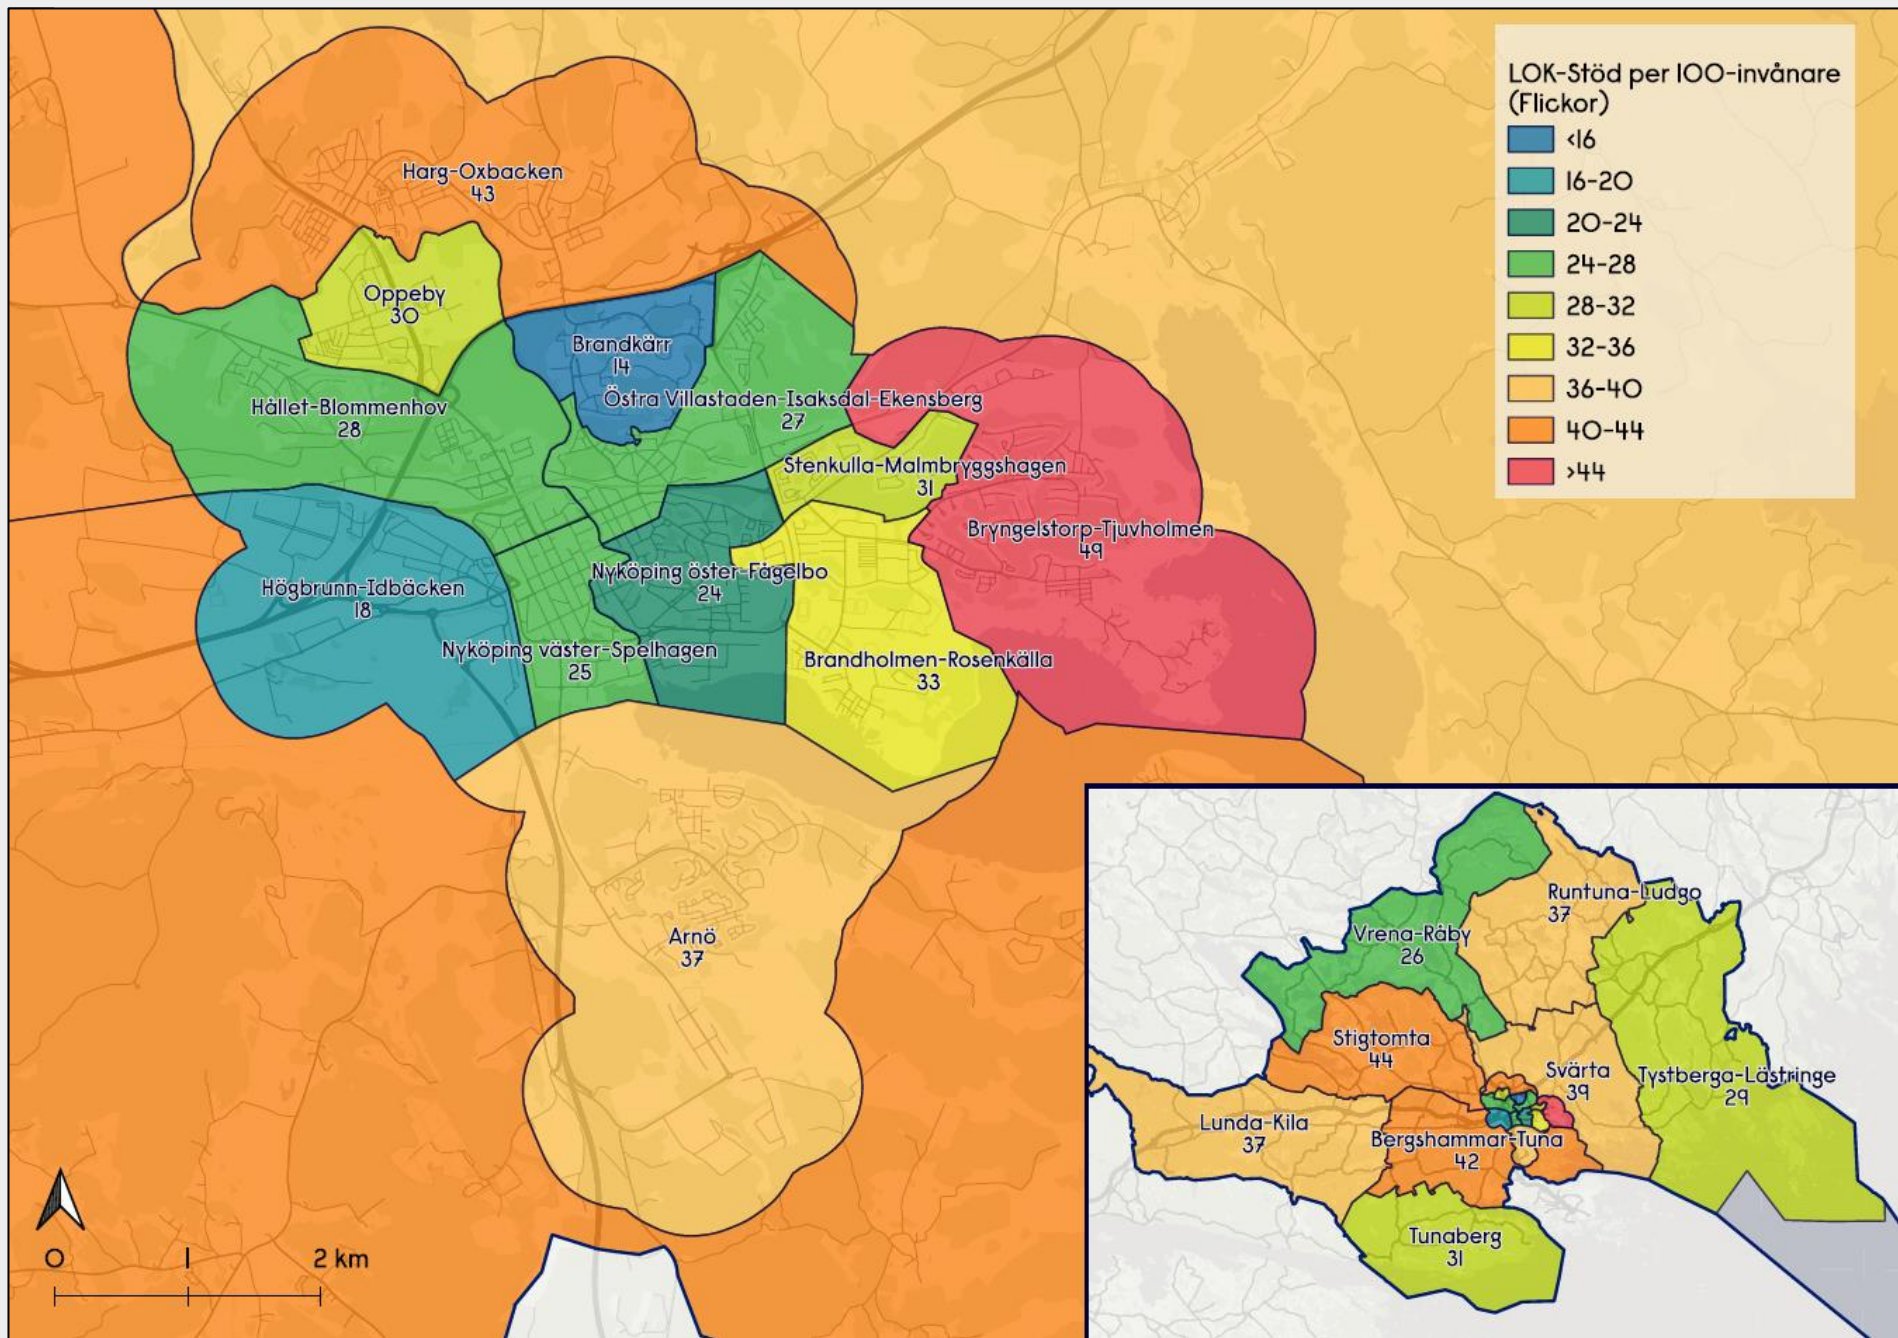 LOK-Stöd per 100-invånare
(Flickor)
<16
16-20
20-24
24-28
28-32
32-36
36-40
40-44
>44
Harg-Oxbacken
43
Oppeby
30
Brandkärr
14
Östra Villastaden-Isaksdal-Ekensberg
27
Hållet-Blommenhov
28
Stenkulla-Malmbryggshagen
31
Bryngelstorp-Tjuvholmen
49
Nyköping öster-Fågelbo
24
Högbrunn-Idbäcken
18
Nyköping väster-Spelhagen
25
Brandholmen-Rosenkälla
33
Arnö
37
Runtuna-Ludgo
37
Vrena-Råby
26
Stigtomta
44
Svärta
39
Tystberga-Lästringe
29
Lunda-Kila
37
Bergshammar-Tuna
42
Tunaberg
31
0 1 2 km